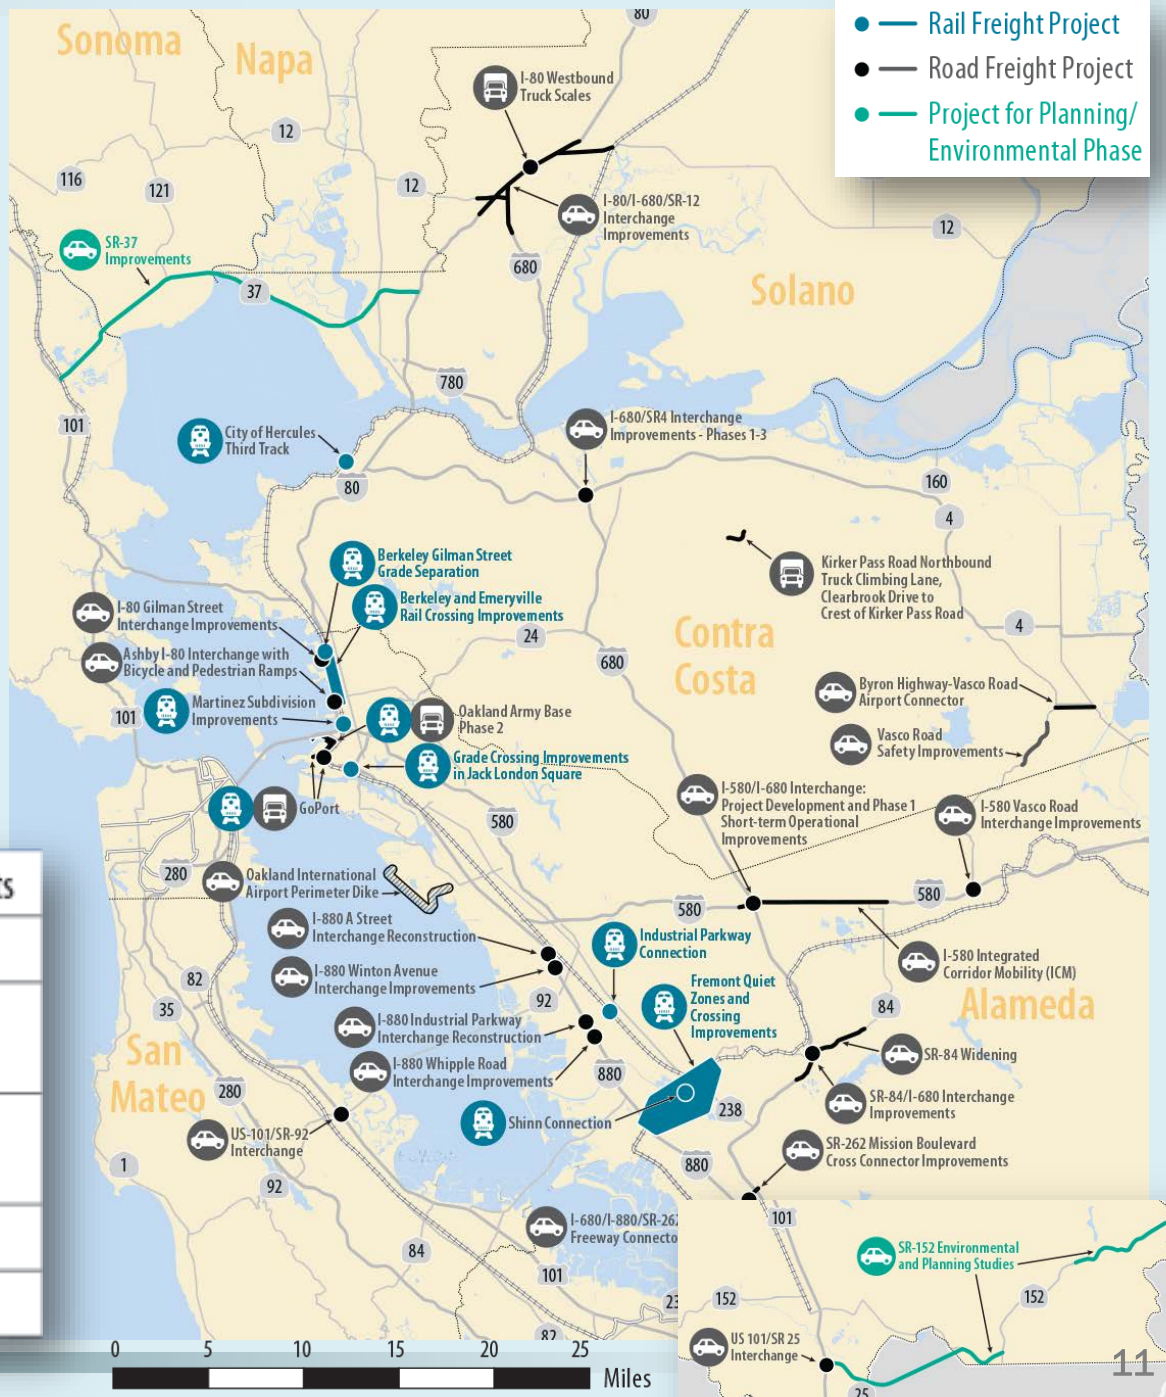 Rail Freight Project
Road Freight Project
Project for Planning/
Environmental Phase
Sonoma
Napa
80
I-80 Westbound
Truck Scales
12
116
121
12
I-80/I-680/SR-12
Interchange
Improvements
12
SR-37
Improvements
680
37
Solano
780
101
City of Hercules
Third Track
I-680/SR4 Interchange
Improvements - Phases 1-3
80
160
4
Berkeley Gilman Street
Grade Separation
Kirker Pass Road Northbound
Truck Climbing Lane,
Clearbrook Drive to
Crest of Kirker Pass Road
Berkeley and Emeryville
Rail Crossing Improvements
I-80 Gilman Street
Interchange Improvements
24
4
Contra
Costa
Ashby I-80 Interchange with
Bicycle and Pedestrian Ramps
680
Byron Highway-Vasco Road
Airport Connector
Martinez Subdivision
Improvements
101
Oakland Army Base
Phase 2
Vasco Road
Safety Improvements
Grade Crossing Improvements
in Jack London Square
I-580/I-680 Interchange:
Project Development and Phase 1
Short-term Operational
Improvements
GoPort
580
I-580 Vasco Road
Interchange Improvements
280
Oakland International
Airport Perimeter Dike
580
580
ts
I-880 A Street
Interchange Reconstruction
Industrial Parkway
Connection
I-580 Integrated
Corridor Mobility (ICM)
I-880 Winton Avenue
Interchange Improvements
82
92
Fremont Quiet
Zones and
Crossing
Improvements
84
Alameda
35
I-880 Industrial Parkway
Interchange Reconstruction
San
Mateo
SR-84 Widening
I-880 Whipple Road
Interchange Improvements
880
280
SR-84/I-680 Interchange
Improvements
238
Shinn Connection
US-101/SR-92
Interchange
SR-262 Mission Boulevard
Cross Connector Improvements
1
880
92
I-680/I-880/SR-262
Freeway Connecto
101
84
SR-152 Environmental
and Planning Studies
101
152
152
23
82
US 101/SR 25
Interchange
25
0 5 10 15 20 25
Miles
11